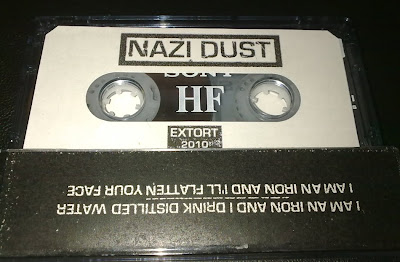 NAZI DUST
SONY
HF
EXTORT
2010
I AM AN IRON AND I DRINK DISTILLED WATER
I AM AN IRON AND I'LL FLATTEN YOUR FACE